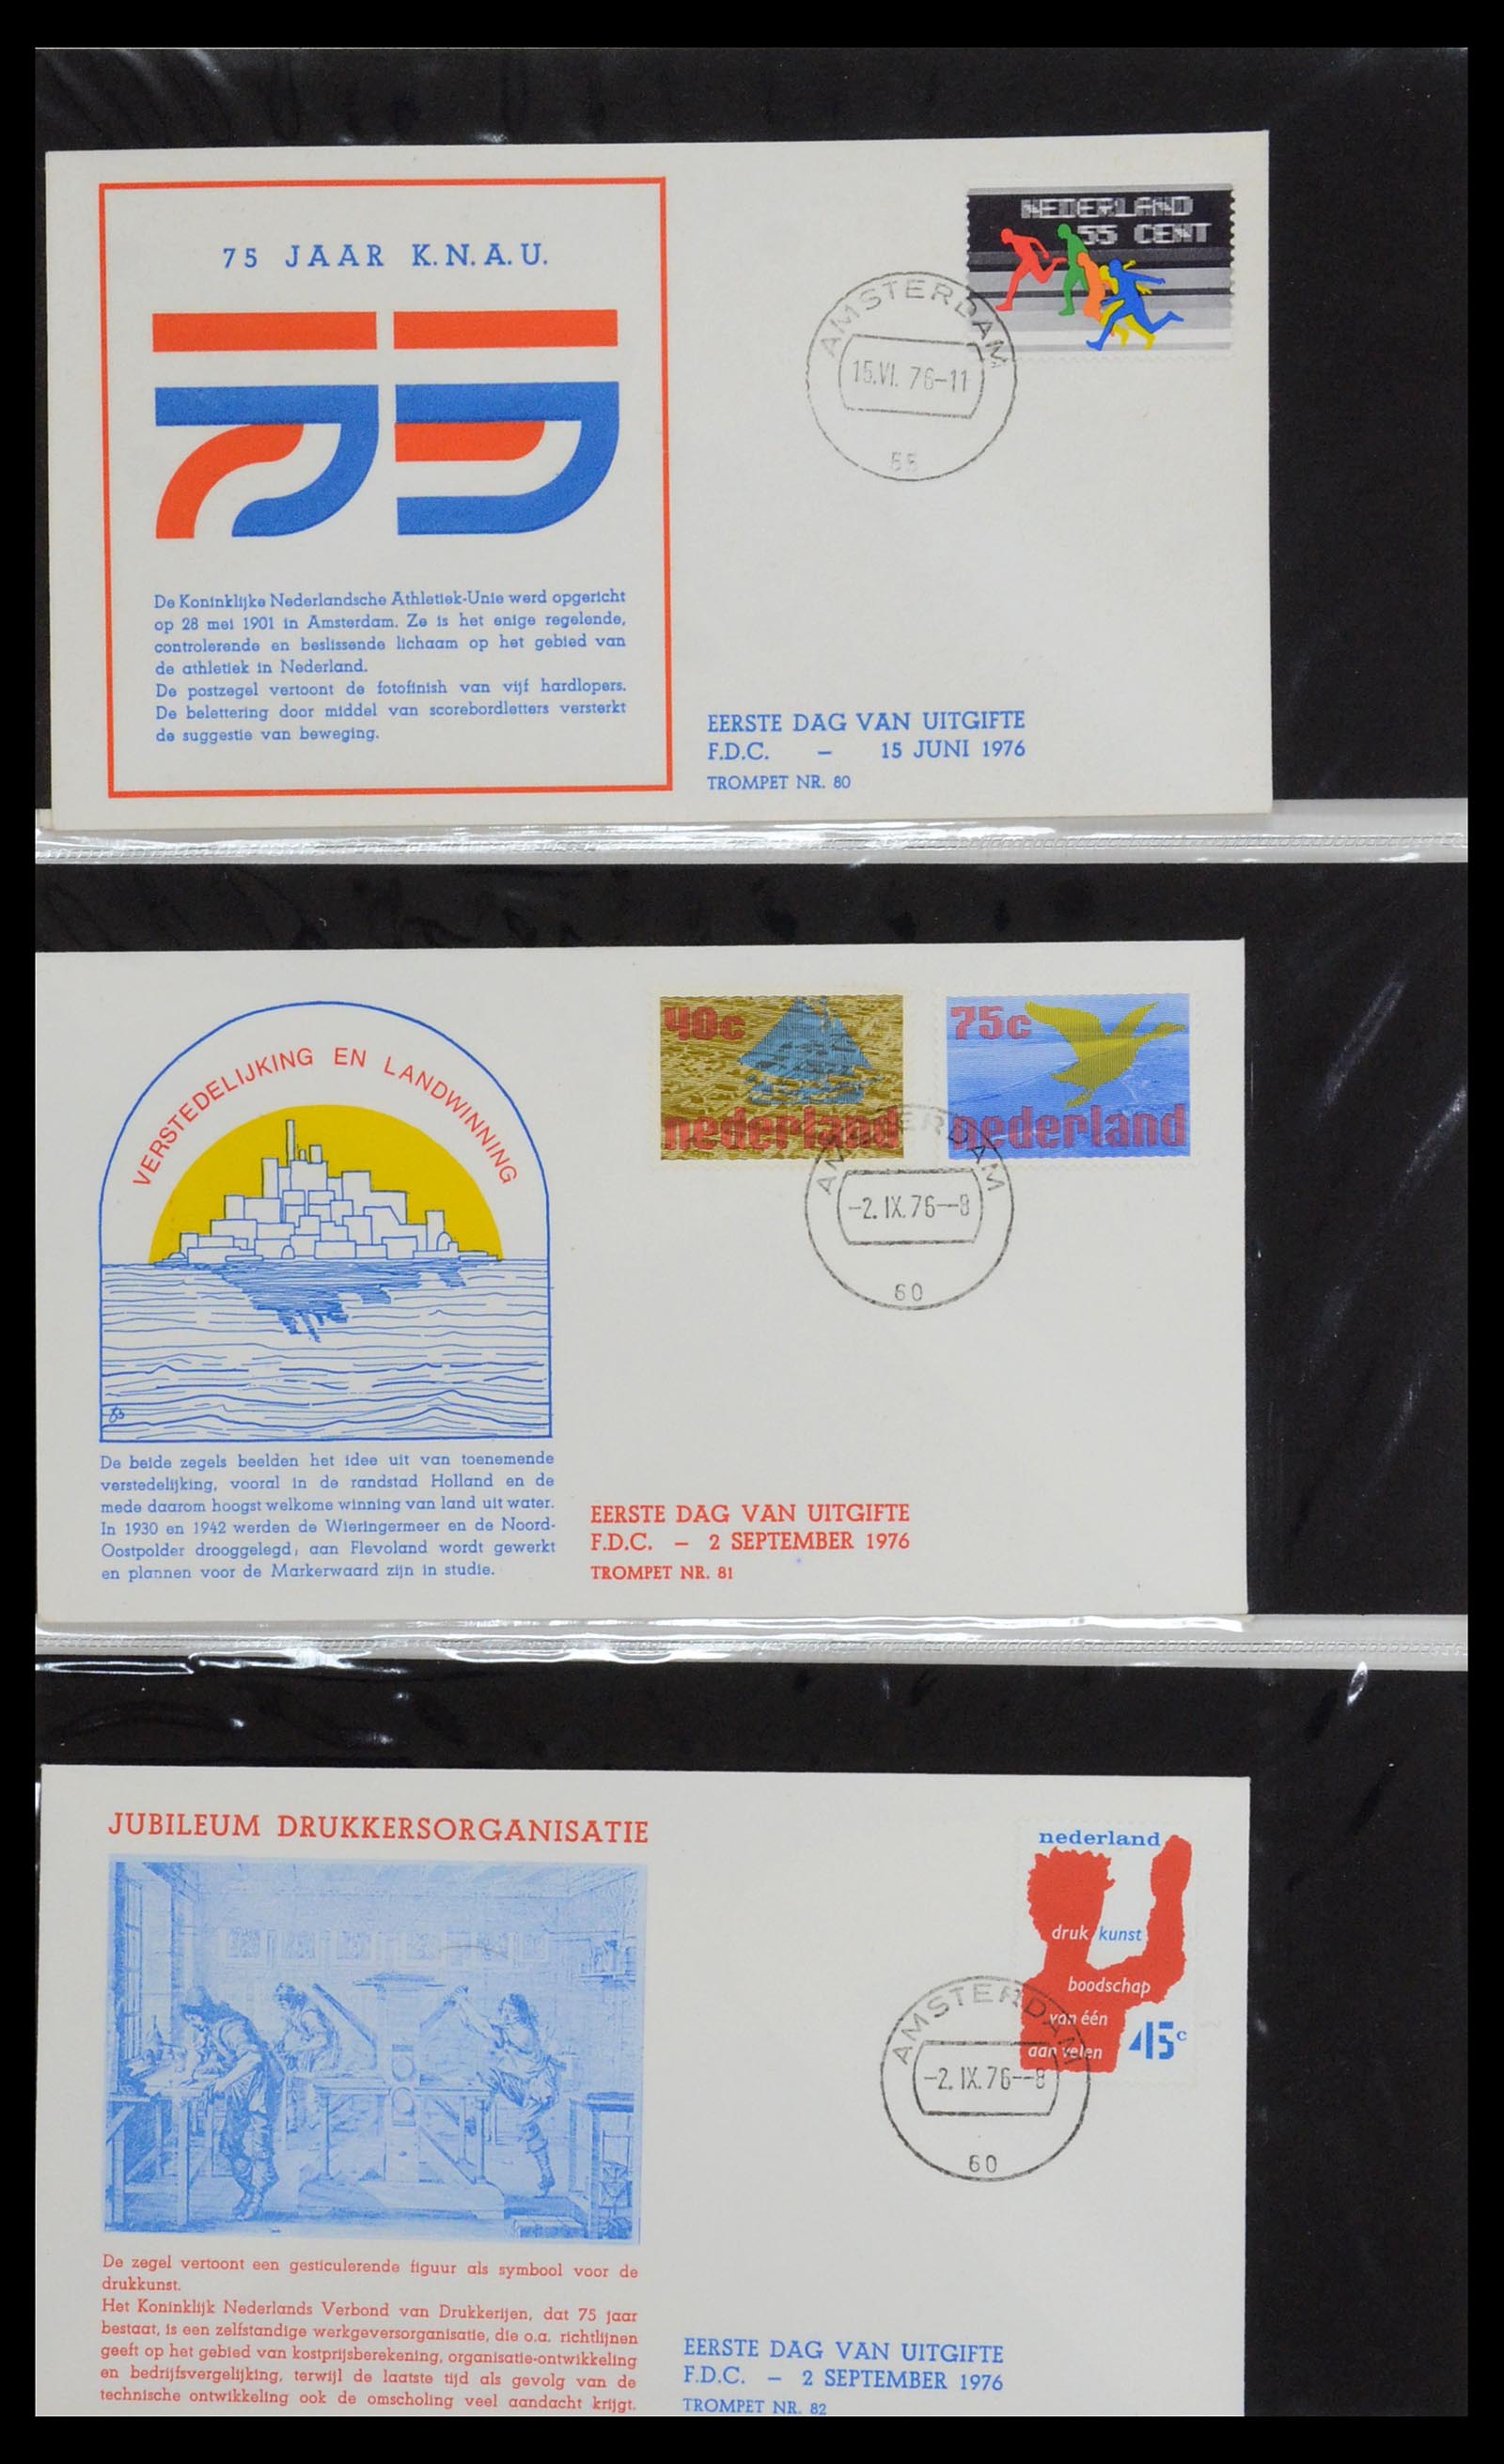 75 JAAR K.N.A.U.
75
De Koninklijke Nederlandsche Athletiek-Unie werd opgericht
op 28 mei 1901 in Amsterdam. Ze is het enige regelende,
controlerende en beslissende lichaam op het gebied van
de athletiek in Nederland.
De postzegel vertoont de fotofinish van vijf hardlopers.
De belettering door middel van scorebordletters versterkt
de suggestie van beweging.
NEDERLAND
55 CENT
AMSTERDAM
15.VI. 76-11
EERSTE DAG VAN UITGIFTE
F.D.C. - 15 JUNI 1976
TROMPET NR. 80
VERSTEDELIJKING EN LANDWINNING
De beide zegels beelden het idee uit van toenemende
verstedelijking, vooral in de randstad Holland en de
mede daarom hoogst welkome winning van land uit water.
In 1930 en 1942 werden de Wieringermeer en de Noord-
Oostpolder drooggelegd; aan Flevoland wordt gewerkt
en plannen voor de Markerwaard zijn in studie.
40c
nederland
75c
nederland
AMSTERDAM
-2. IX. 76--8
60
EERSTE DAG VAN UITGIFTE
F.D.C. - 2 SEPTEMBER 1976
TROMPET NR. 81
JUBILEUM DRUKKERSORGANISATIE
De zegel vertoont een gesticulerende figuur als symbool voor de
drukkunst.
Het Koninklijk Nederlands Verbond van Drukkerijen, dat 75 jaar
bestaat, is een zelfstandige werkgeversorganisatie, die o.a. richtlijnen
geeft op het gebied van kostprijsberekening, organisatie-ontwikkeling
en bedrijfsvergelijking, terwijl de laatste tijd als gevolg van de
technische ontwikkeling ook de omscholing veel aandacht krijgt.
nederland
druk kunst
boodschap
van één
aan velen
45c
AMSTERDAM
-2. IX. 76--8
60
EERSTE DAG VAN UITGIFTE
F.D.C. - 2 SEPTEMBER 1976
TROMPET NR. 82